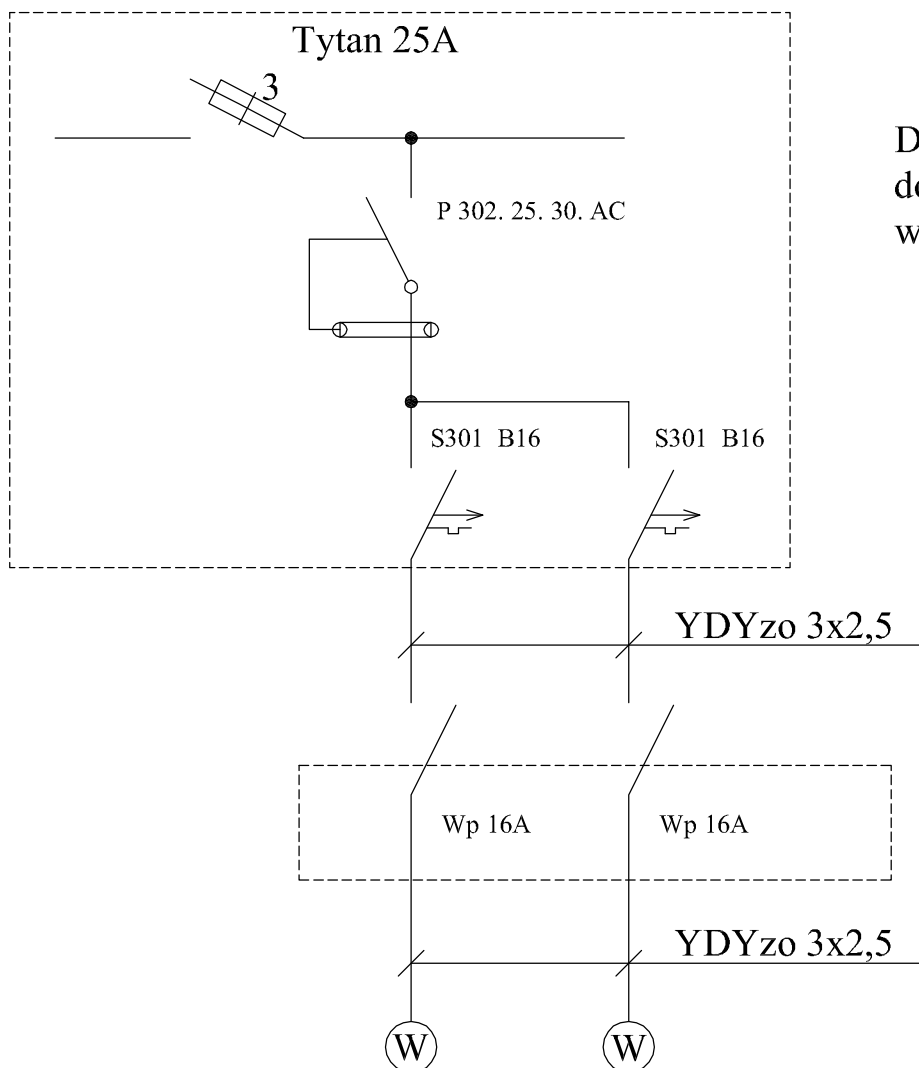 Tytan 25A
3
P 302. 25. 30. AC
S301 B16
S301 B16
YDYzo 3x2,5
Wp 16A
Wp 16A
YDYzo 3x2,5
W
W